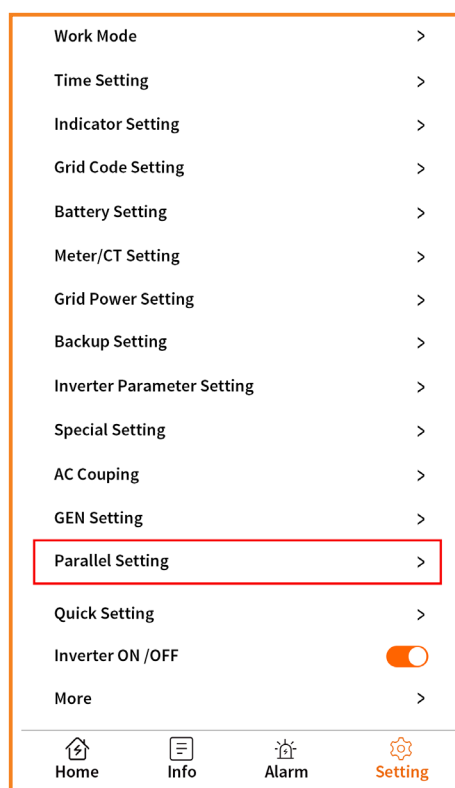 Work Mode >
Time Setting >
Indicator Setting >
Grid Code Setting >
Battery Setting >
Meter/CT Setting >
Grid Power Setting >
Backup Setting >
Inverter Parameter Setting >
Special Setting >
AC Couping >
GEN Setting >
Parallel Setting >
Quick Setting >
Inverter ON /OFF
More >
Home Info Alarm Setting